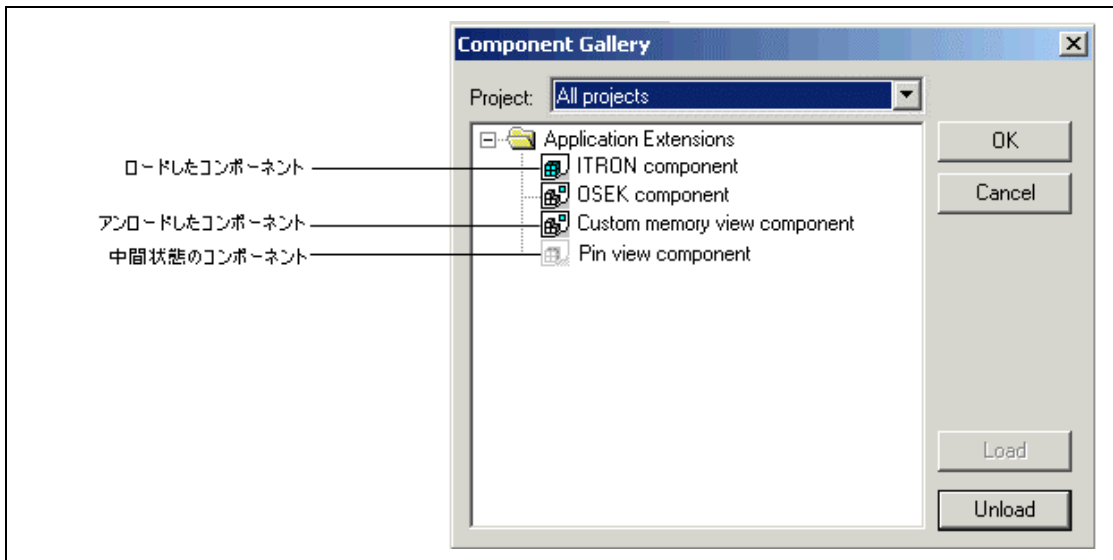 Component Gallery
Project: All projects
Application Extensions
OK
ロードしたコンポーネント
ITRON component
OSEK component
Cancel
アンロードしたコンポーネント
Custom memory view component
中間状態のコンポーネント
Pin view component
Load
Unload